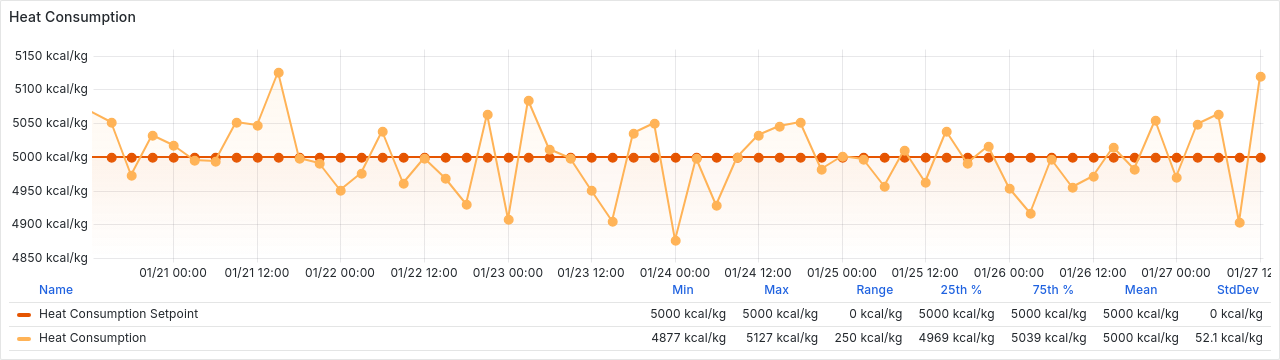 Heat Consumption
5150 kcal/kg
5100 kcal/kg
5050 kcal/kg
5000 kcal/kg
4950 kcal/kg
4900 kcal/kg
4850 kcal/kg
01/21 00:00 01/21 12:00 01/22 00:00 01/22 12:00 01/23 00:00 01/23 12:00 01/24 00:00 01/24 12:00 01/25 00:00 01/25 12:00 01/26 00:00 01/26 12:00 01/27 00:00 01/27 12
Name Min Max Range 25th % 75th % Mean StdDev
Heat Consumption Setpoint 5000 kcal/kg 5000 kcal/kg 0 kcal/kg 5000 kcal/kg 5000 kcal/kg 5000 kcal/kg 0 kcal/kg
Heat Consumption 4877 kcal/kg 5127 kcal/kg 250 kcal/kg 4969 kcal/kg 5039 kcal/kg 5000 kcal/kg 52.1 kcal/kg